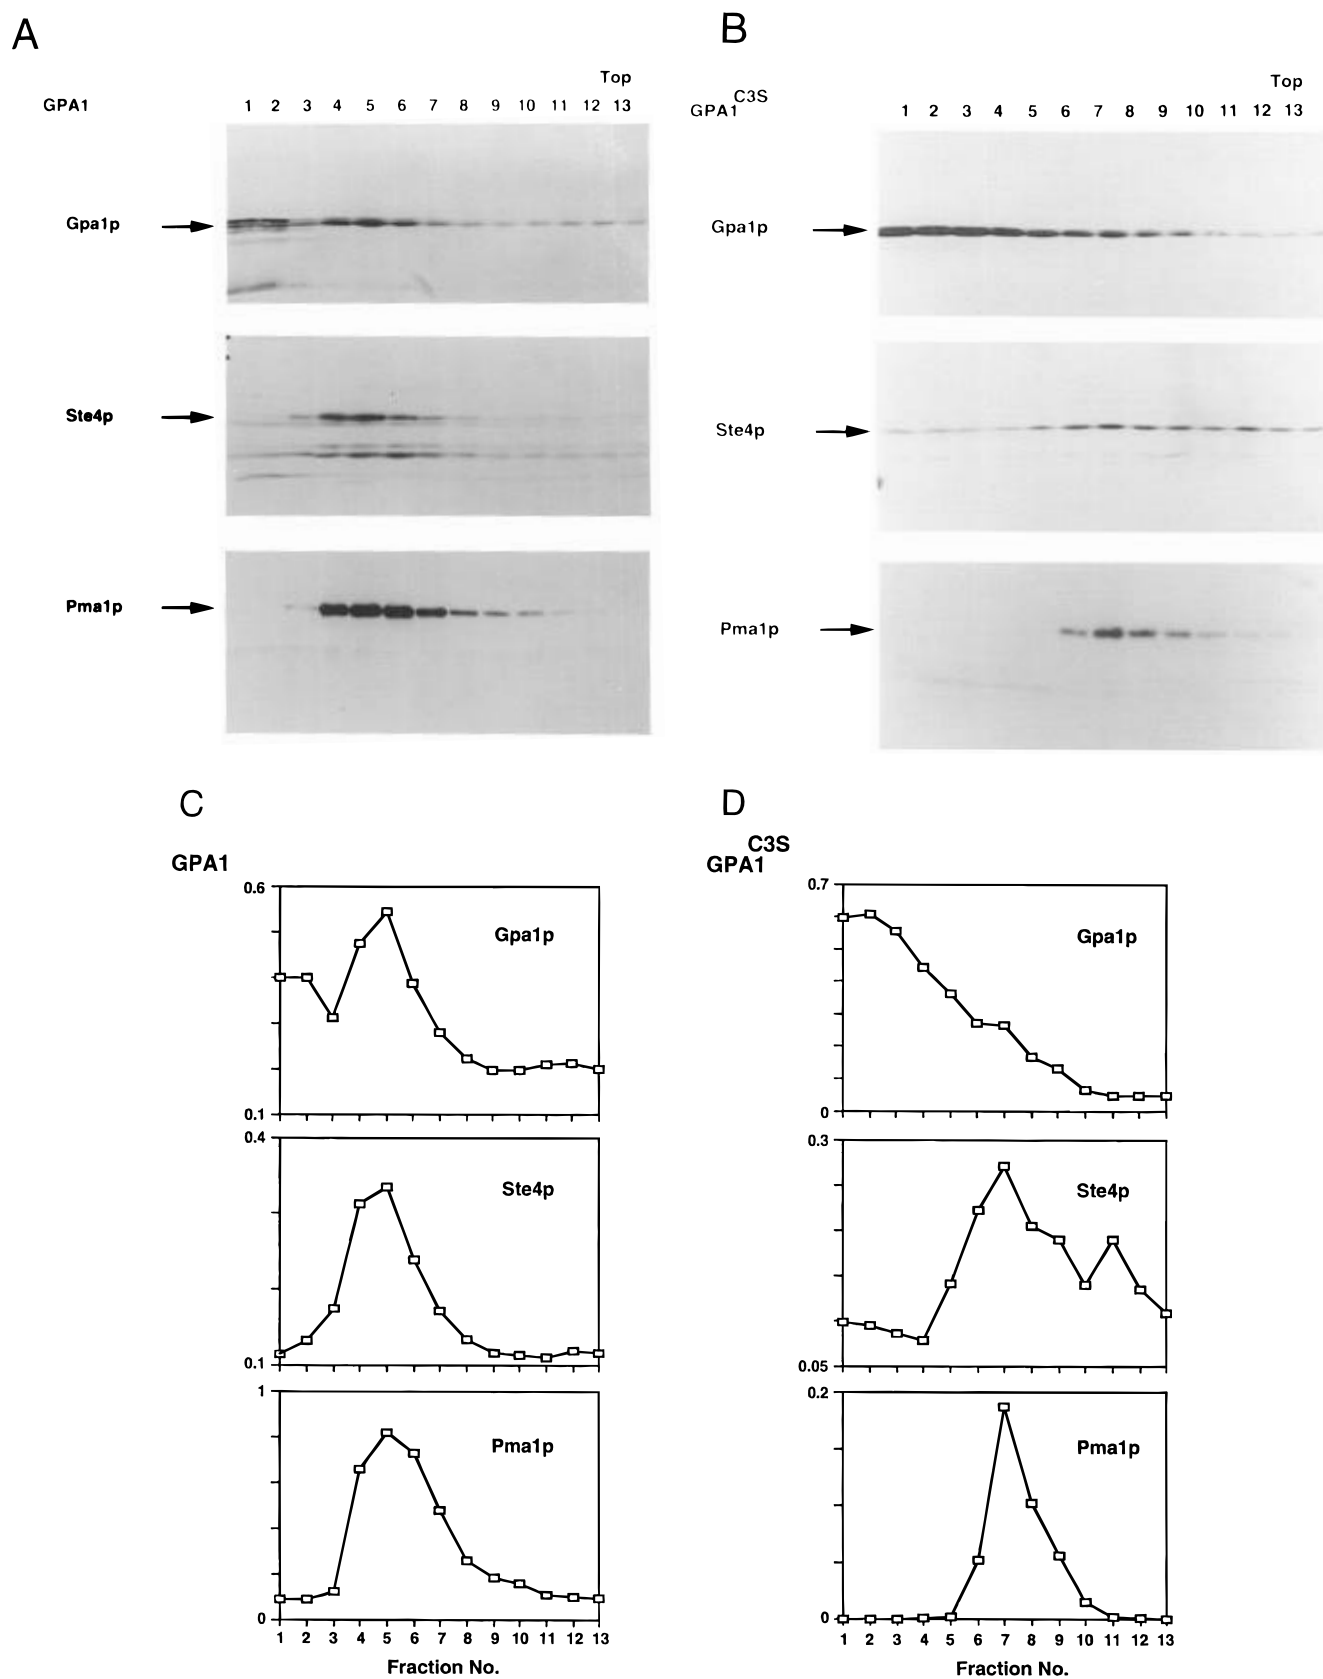 A
Top
GPA1 1 2 3 4 5 6 7 8 9 10 11 12 13
Gpa1p
Ste4p
Pma1p
B
Top
GPA1 C3S 1 2 3 4 5 6 7 8 9 10 11 12 13
Gpa1p
Ste4p
Pma1p
C
GPA1
0.6
Gpa1p
0.1
0.4
Ste4p
0.1
1
Pma1p
0
1 2 3 4 5 6 7 8 9 10 11 12 13
Fraction No.
D
C3S
GPA1
0.7
Gpa1p
0
0.3
Ste4p
0.05
0.2
Pma1p
0
1 2 3 4 5 6 7 8 9 10 11 12 13
Fraction No.